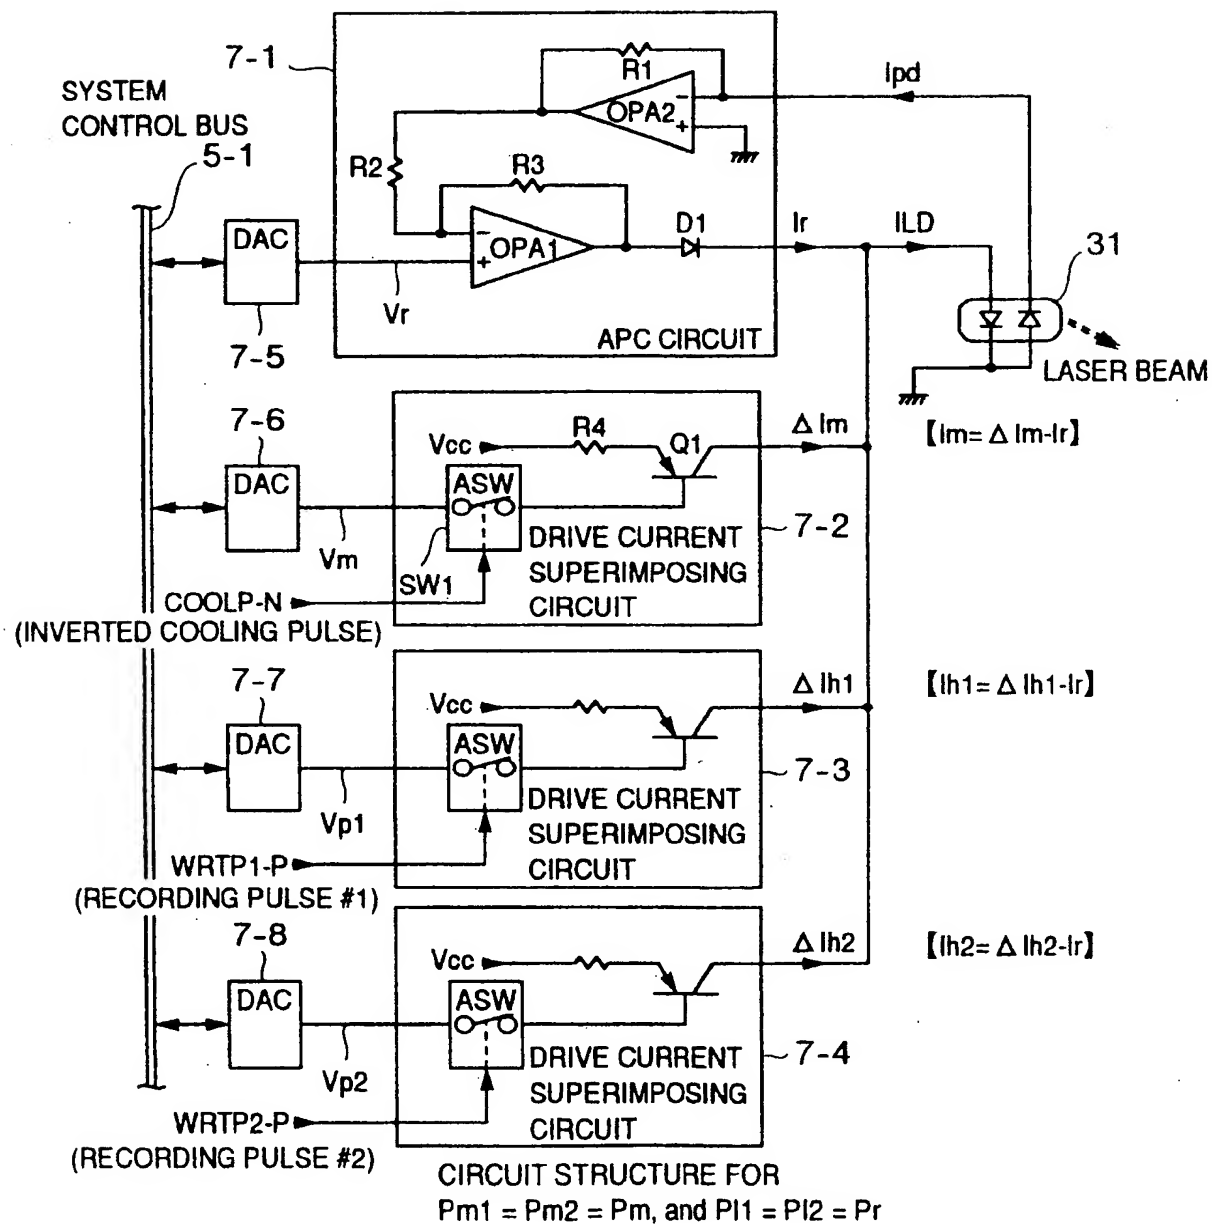 7-1
SYSTEM
CONTROL BUS
5-1
R1
OPA2
-
+
Ipd
R2
R3
DAC
7-5
Vr
-
+
OPA1
D1
Ir
ILD
31
APC CIRCUIT
LASER BEAM
7-6
DAC
Vm
COOLP-N
(INVERTED COOLING PULSE)
Vcc
R4
Q1
ASW
SW1
DRIVE CURRENT
SUPERIMPOSING
CIRCUIT
7-2
Δ Im
【Im= Δ Im-Ir】
7-7
DAC
Vp1
WRTP1-P
(RECORDING PULSE #1)
Vcc
ASW
DRIVE CURRENT
SUPERIMPOSING
CIRCUIT
7-3
Δ Ih1
【Ih1= Δ Ih1-Ir】
7-8
DAC
Vp2
WRTP2-P
(RECORDING PULSE #2)
Vcc
ASW
DRIVE CURRENT
SUPERIMPOSING
CIRCUIT
7-4
Δ Ih2
【Ih2= Δ Ih2-Ir】
CIRCUIT STRUCTURE FOR
Pm1 = Pm2 = Pm, and Pl1 = Pl2 = Pr